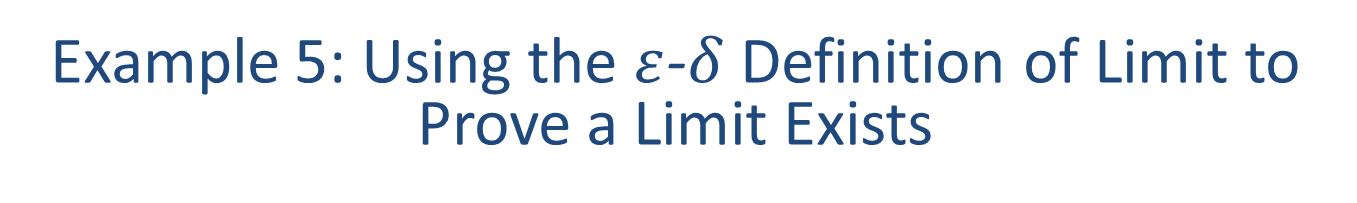 Example 5: Using the ε-δ Definition of Limit to
Prove a Limit Exists